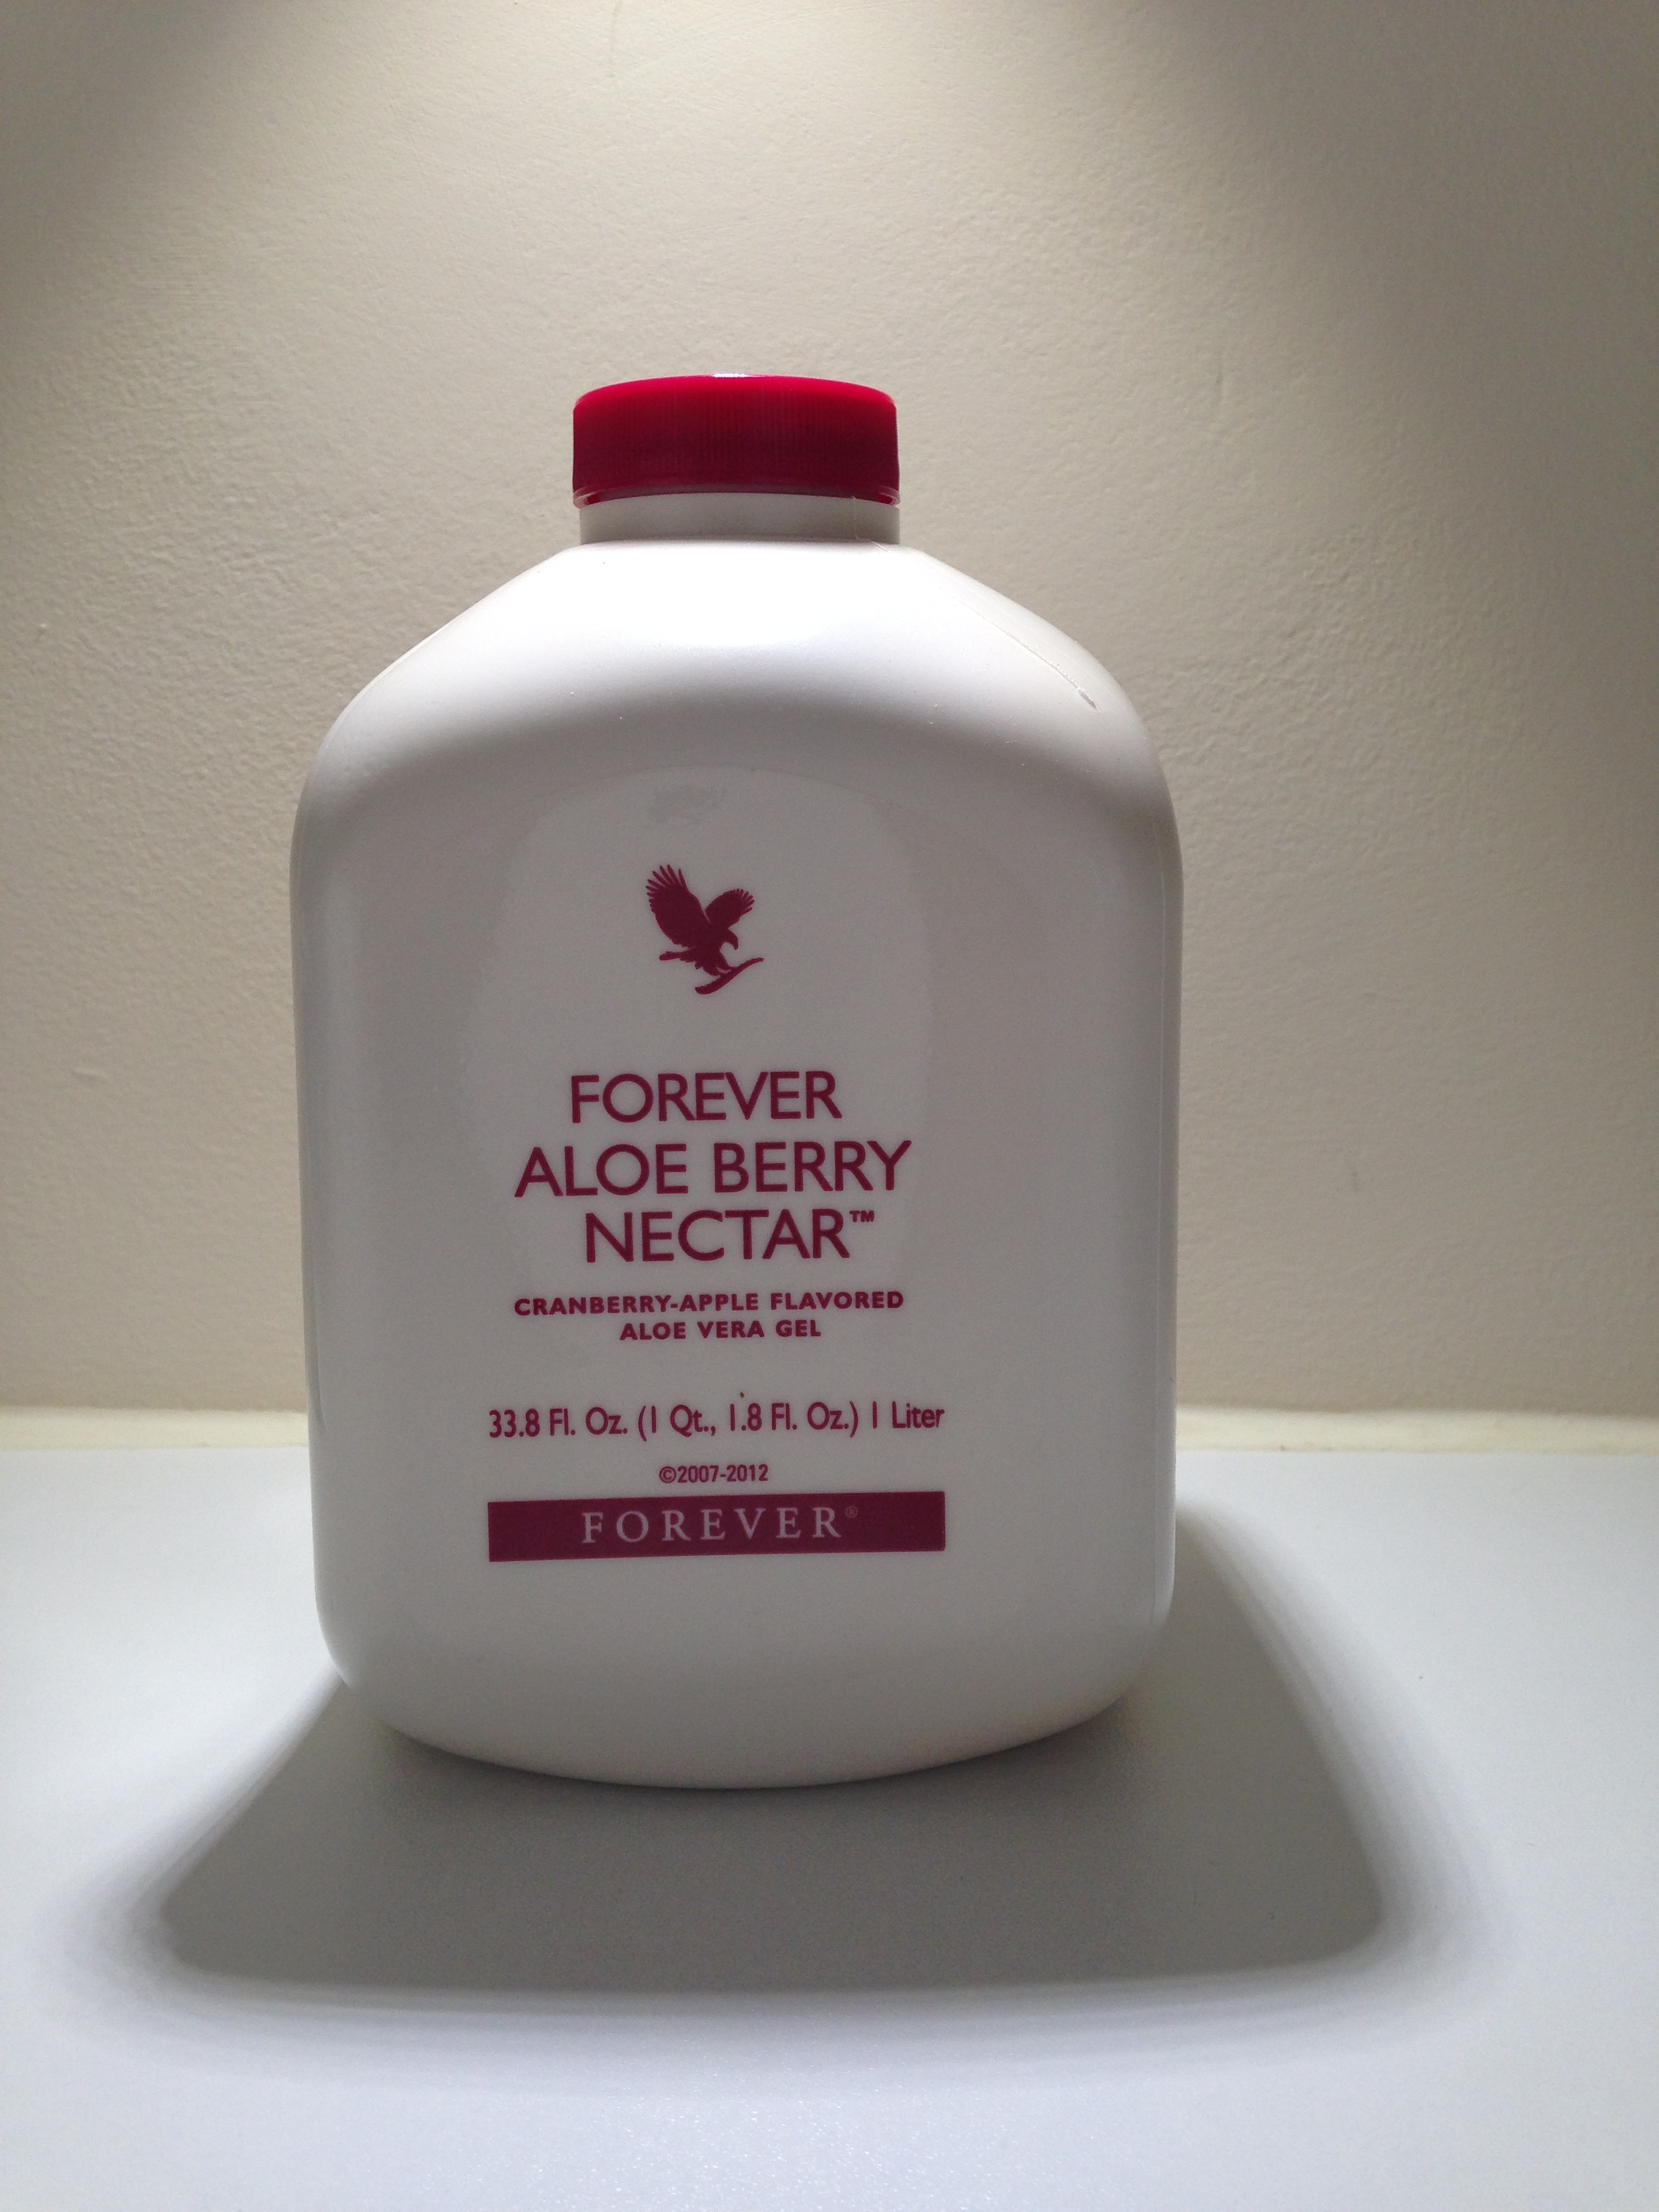 FOREVER
ALOE BERRY
NECTAR™
CRANBERRY-APPLE FLAVORED
ALOE VERA GEL
33.8 Fl. Oz. (1 Qt., 1.8 Fl. Oz.) 1 Liter
©2007-2012
FOREVER®